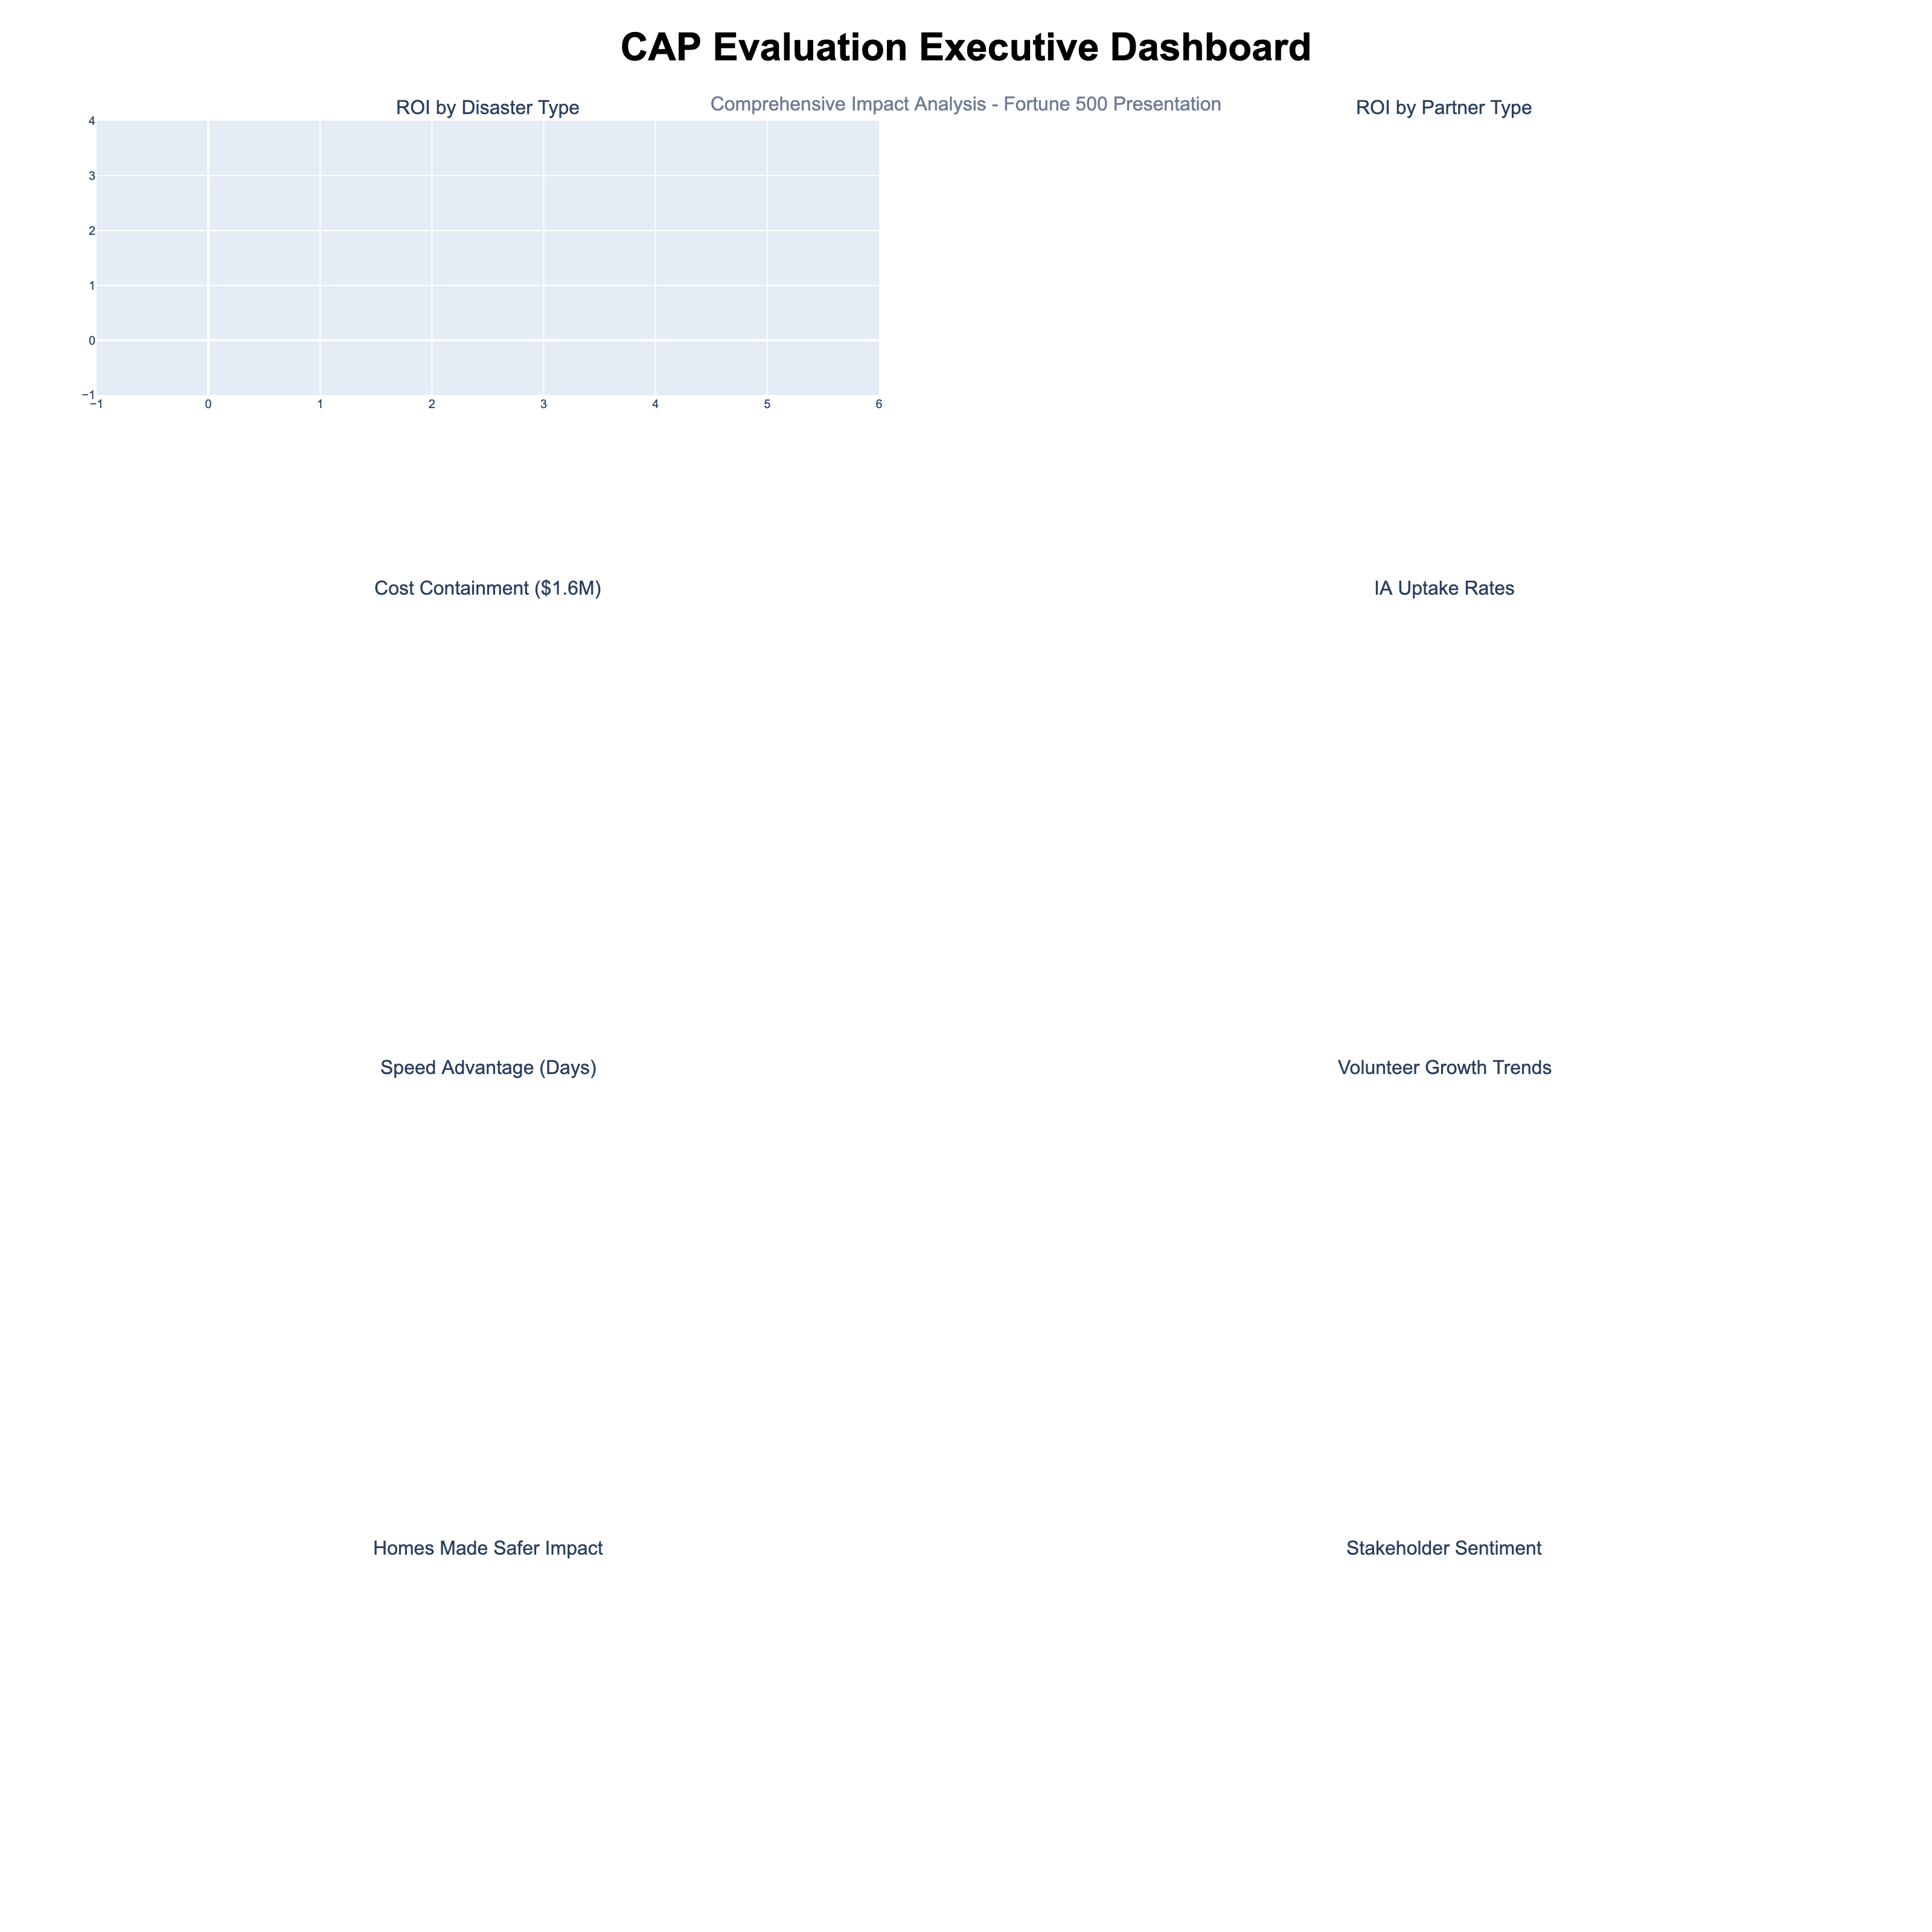 CAP Evaluation Executive Dashboard
Comprehensive Impact Analysis - Fortune 500 Presentation
ROI by Disaster Type
ROI by Partner Type
4
3
2
1
0
−1
−1 0 1 2 3 4 5 6
Cost Containment ($1.6M)
IA Uptake Rates
Speed Advantage (Days)
Volunteer Growth Trends
Homes Made Safer Impact
Stakeholder Sentiment